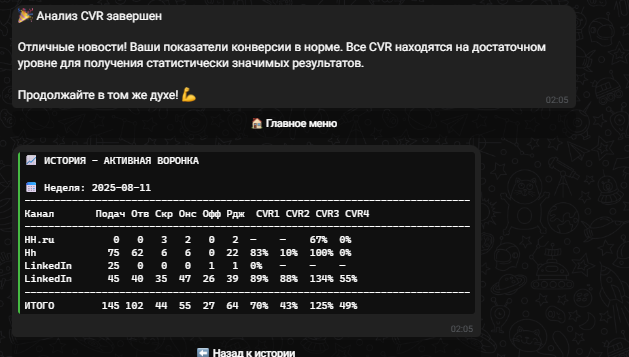 🎉 Анализ CVR завершен
Отличные новости! Ваши показатели конверсии в норме. Все CVR находятся на достаточном
уровне для получения статистически значимых результатов.
Продолжайте в том же духе! 💪
02:05
🏠 Главное меню
📈 ИСТОРИЯ — АКТИВНАЯ ВОРОНКА
📅 Неделя: 2025-08-11
Канал Подач Отв Скр Онс Офф Рдж CVR1 CVR2 CVR3 CVR4
HH.ru 0 0 3 2 0 2 — — 67% 0%
Hh 75 62 6 6 0 22 83% 10% 100% 0%
LinkedIn 25 0 0 0 1 1 0% — — —
LinkedIn 45 40 35 47 26 39 89% 88% 134% 55%
ИТОГО 145 102 44 55 27 64 70% 43% 125% 49%
02:05
⬅️ Назад к истории